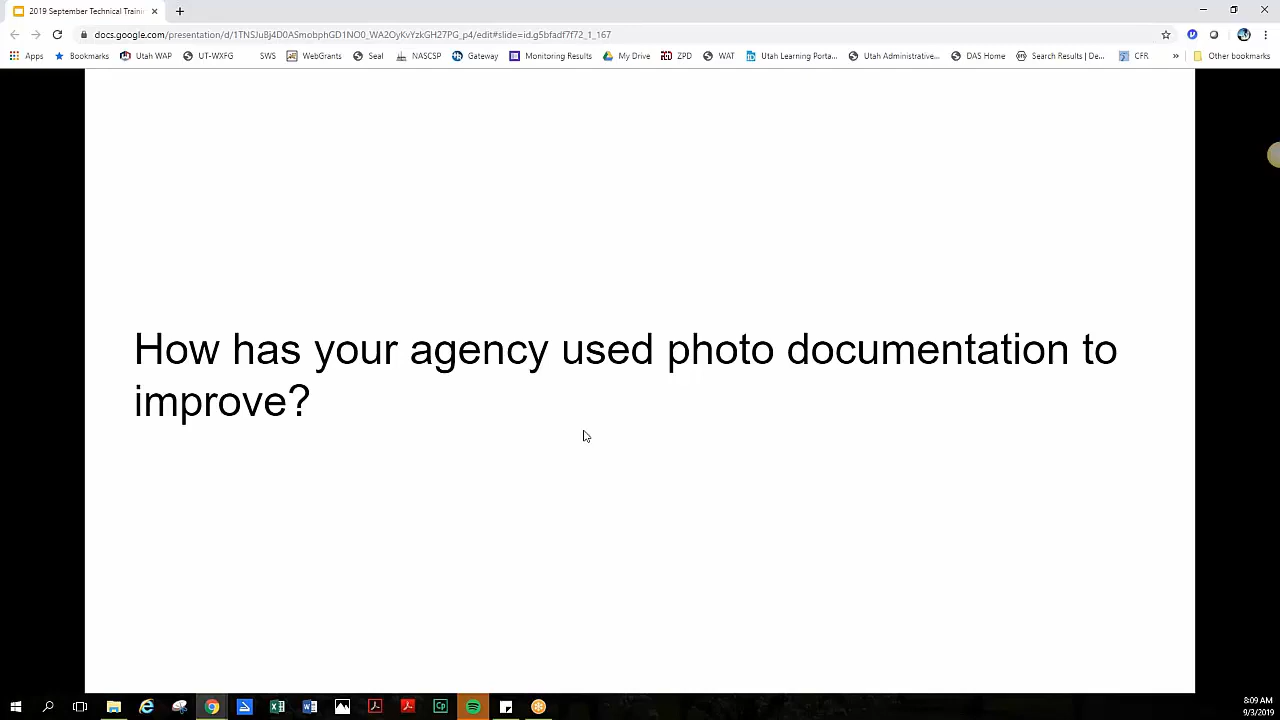 2019 September Technical Traini
docs.google.com/presentation/d/1TNSJuBj4D0ASmobphGD1NO0_WA2OyKvYzkGH27PG_p4/edit#slide=id.g5bfadf7f72_1_167
Apps Bookmarks Utah WAP UT-WXFG SWS WebGrants Seal NASCSP Gateway Monitoring Results My Drive ZPD WAT Utah Learning Porta... Utah Administrative... DAS Home Search Results | De... CFR » Other bookmarks
How has your agency used photo documentation to
improve?
8:09 AM
9/3/2019